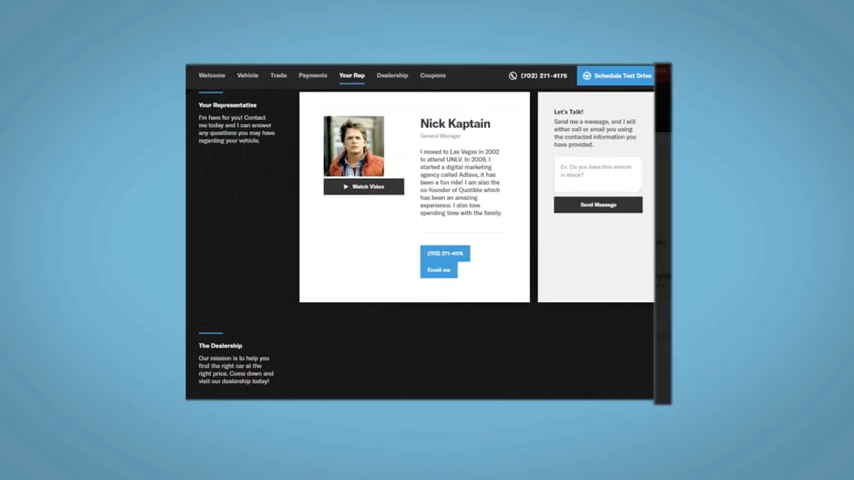 Welcome Vehicle Trade Payments Your Rep Dealership Coupons (702) 271-4175 Schedule Test Drive
Your Representative
I'm here for you! Contact
me today and I can answer
any questions you may have
regarding your vehicle.
Watch Video
Nick Kaptain
General Manager
I moved to Las Vegas in 2002
to attend UNLV. In 2009, I
started a digital marketing
agency called Adlava, it has
been a fun ride! I am also the
co-founder of Quotible which
has been an amazing
experience. I also love
spending time with the family.
(702) 271-4175
Email me
Let's Talk!
Send me a message, and I will
either call or email you using
the contacted information you
have provided.
Ex. Do you have this vehicle
in black?
Send Message
The Dealership
Our mission is to help you
find the right car at the
right price. Come down and
visit our dealership today!